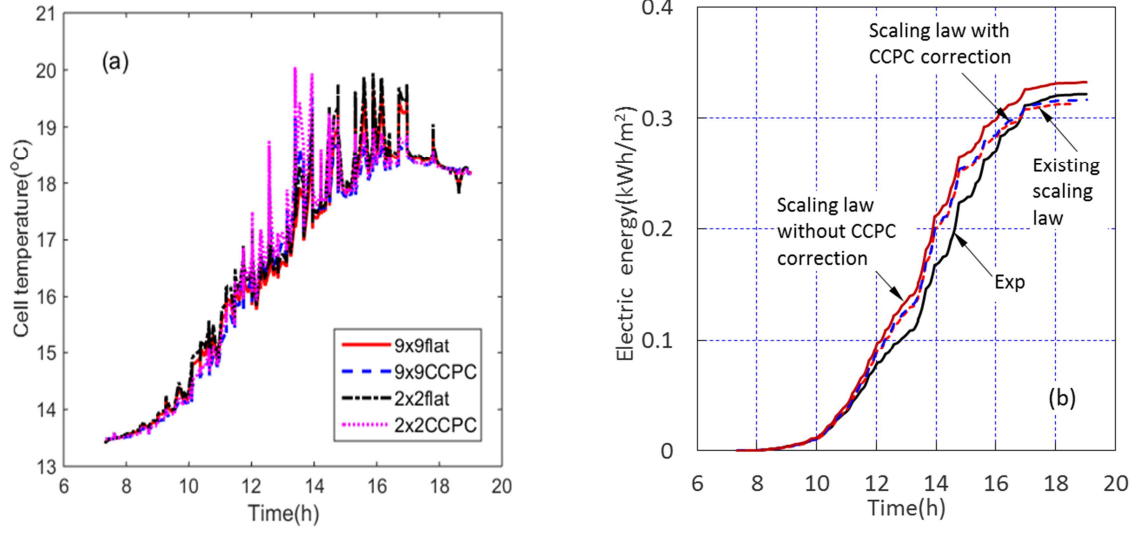 21
20
19
18
17
16
15
14
13
6
8
10
12
14
16
18
20
Cell temperature(°C)
Time(h)
(a)
9x9flat
9x9CCPC
2x2flat
2x2CCPC
0.4
0.3
0.2
0.1
0
6
8
10
12
14
16
18
20
Electric energy(kWh/m²)
Time(h)
Scaling law with
CCPC correction
Existing
scaling
law
Scaling law
without CCPC
correction
Exp
(b)